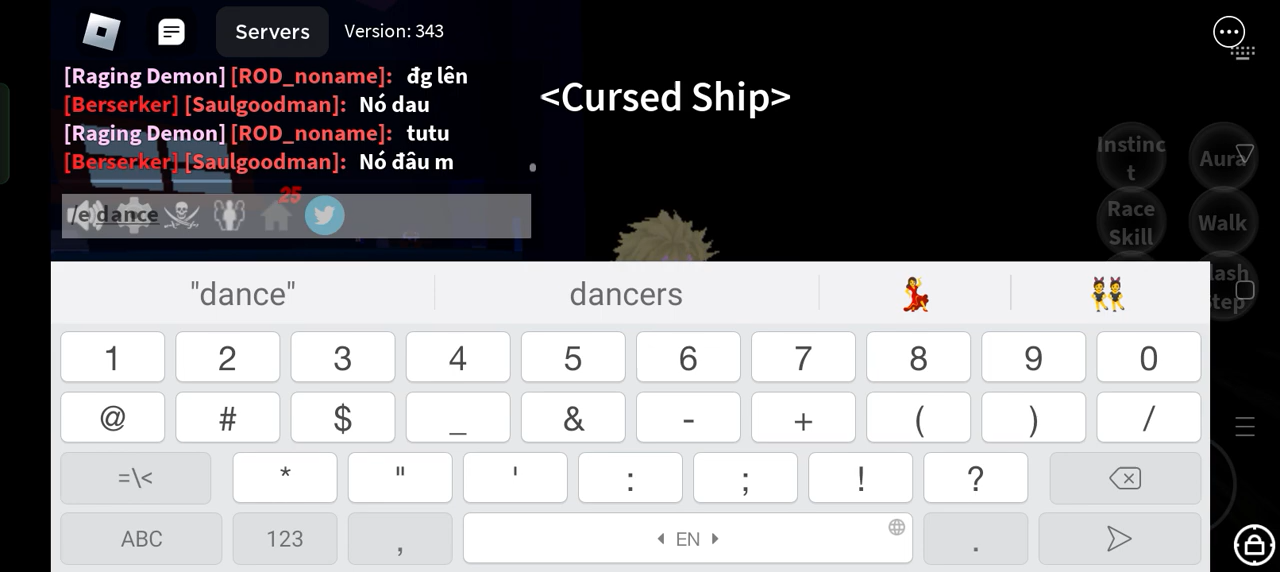 Servers
Version: 343
[Raging Demon] [ROD_noname]: đg lên
[Berserker] [Saulgoodman]: Nó dau
[Raging Demon] [ROD_noname]: tutu
[Berserker] [Saulgoodman]: Nó đâu m
<Cursed Ship>
25
/e dance
Instinct
Aura
Race Skill
Walk
lash
tep
"dance"
dancers
1 2 3 4 5 6 7 8 9 0
@ # $ _ & - + ( ) /
=\< * " ' : ; ! ?
ABC 123 , EN .